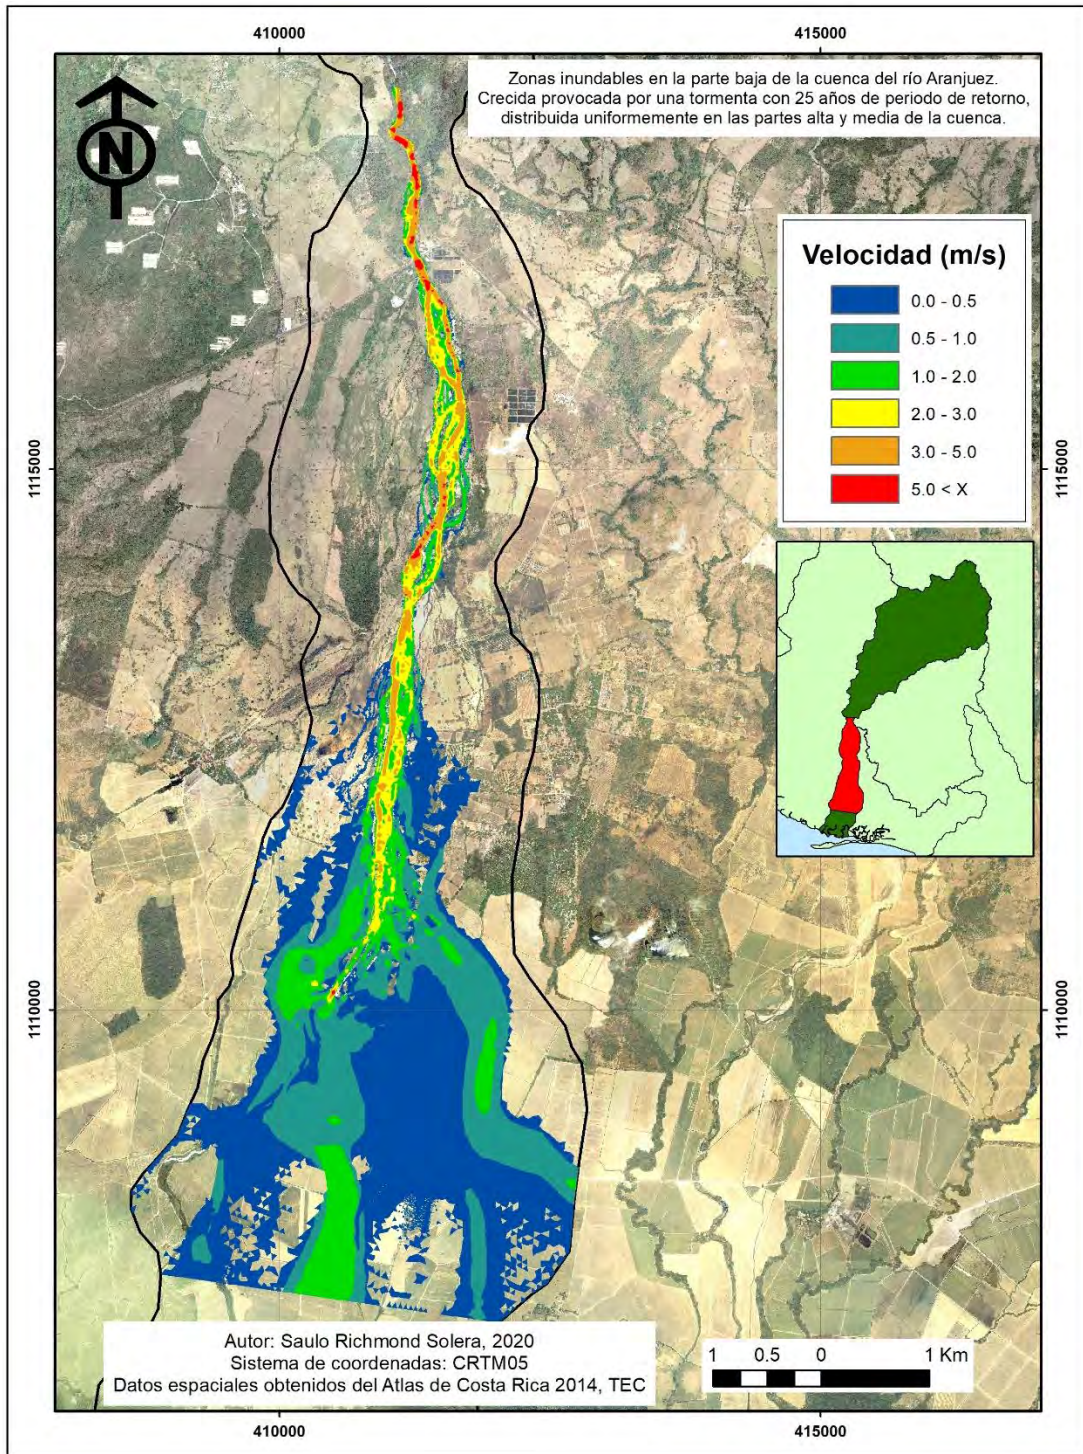 410000
415000
Zonas inundables en la parte baja de la cuenca del río Aranjuez.
Crecida provocada por una tormenta con 25 años de periodo de retorno,
distribuida uniformemente en las partes alta y media de la cuenca.
N
Velocidad (m/s)
0.0 - 0.5
0.5 - 1.0
1.0 - 2.0
2.0 - 3.0
3.0 - 5.0
5.0 < X
1115000
1115000
1110000
1110000
Autor: Saulo Richmond Solera, 2020
Sistema de coordenadas: CRTM05
Datos espaciales obtenidos del Atlas de Costa Rica 2014, TEC
1 0.5 0 1 Km
410000
415000